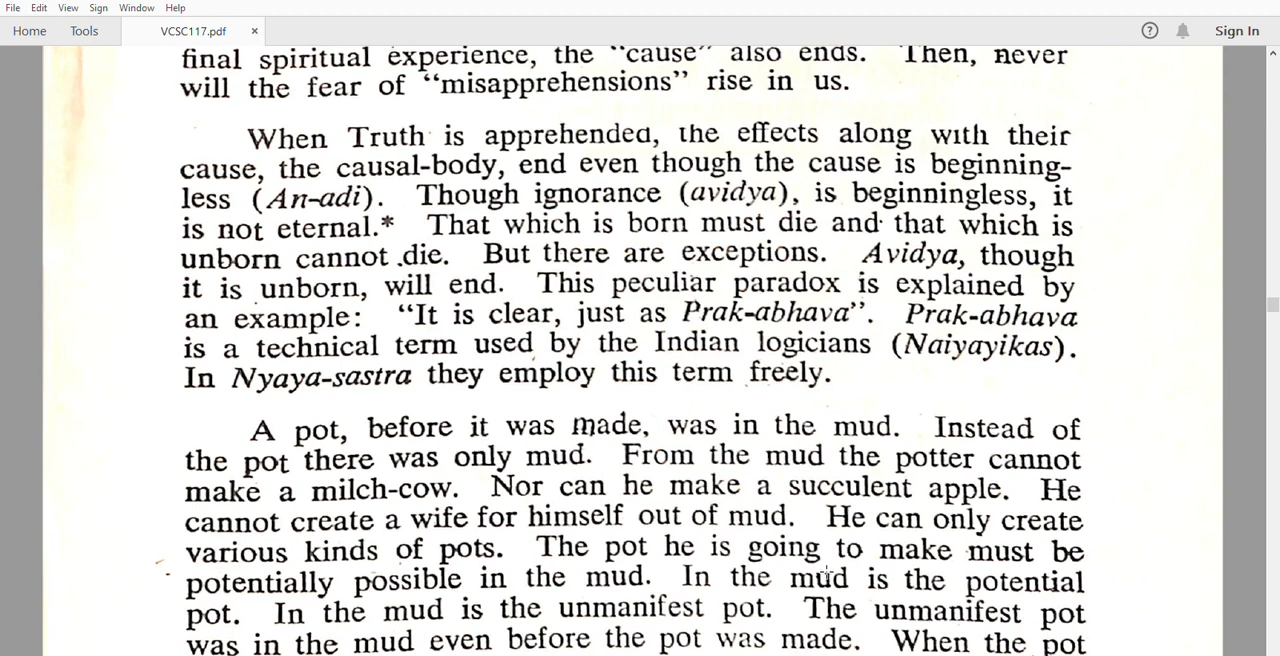 File Edit View Sign Window Help
Home Tools VCSC117.pdf × ? Sign In
final spiritual experience, the “cause” also ends. Then, never
will the fear of “misapprehensions” rise in us.
When Truth is apprehended, the effects along with their
cause, the causal-body, end even though the cause is beginning-
less (An-adi). Though ignorance (avidya), is beginningless, it
is not eternal.* That which is born must die and that which is
unborn cannot die. But there are exceptions. Avidya, though
it is unborn, will end. This peculiar paradox is explained by
an example: “It is clear, just as Prak-abhava”. Prak-abhava
is a technical term used by the Indian logicians (Naiyayikas).
In Nyaya-sastra they employ this term freely.
A pot, before it was made, was in the mud. Instead of
the pot there was only mud. From the mud the potter cannot
make a milch-cow. Nor can he make a succulent apple. He
cannot create a wife for himself out of mud. He can only create
various kinds of pots. The pot he is going to make must be
potentially possible in the mud. In the mud is the potential
pot. In the mud is the unmanifest pot. The unmanifest pot
was in the mud even before the pot was made. When the pot